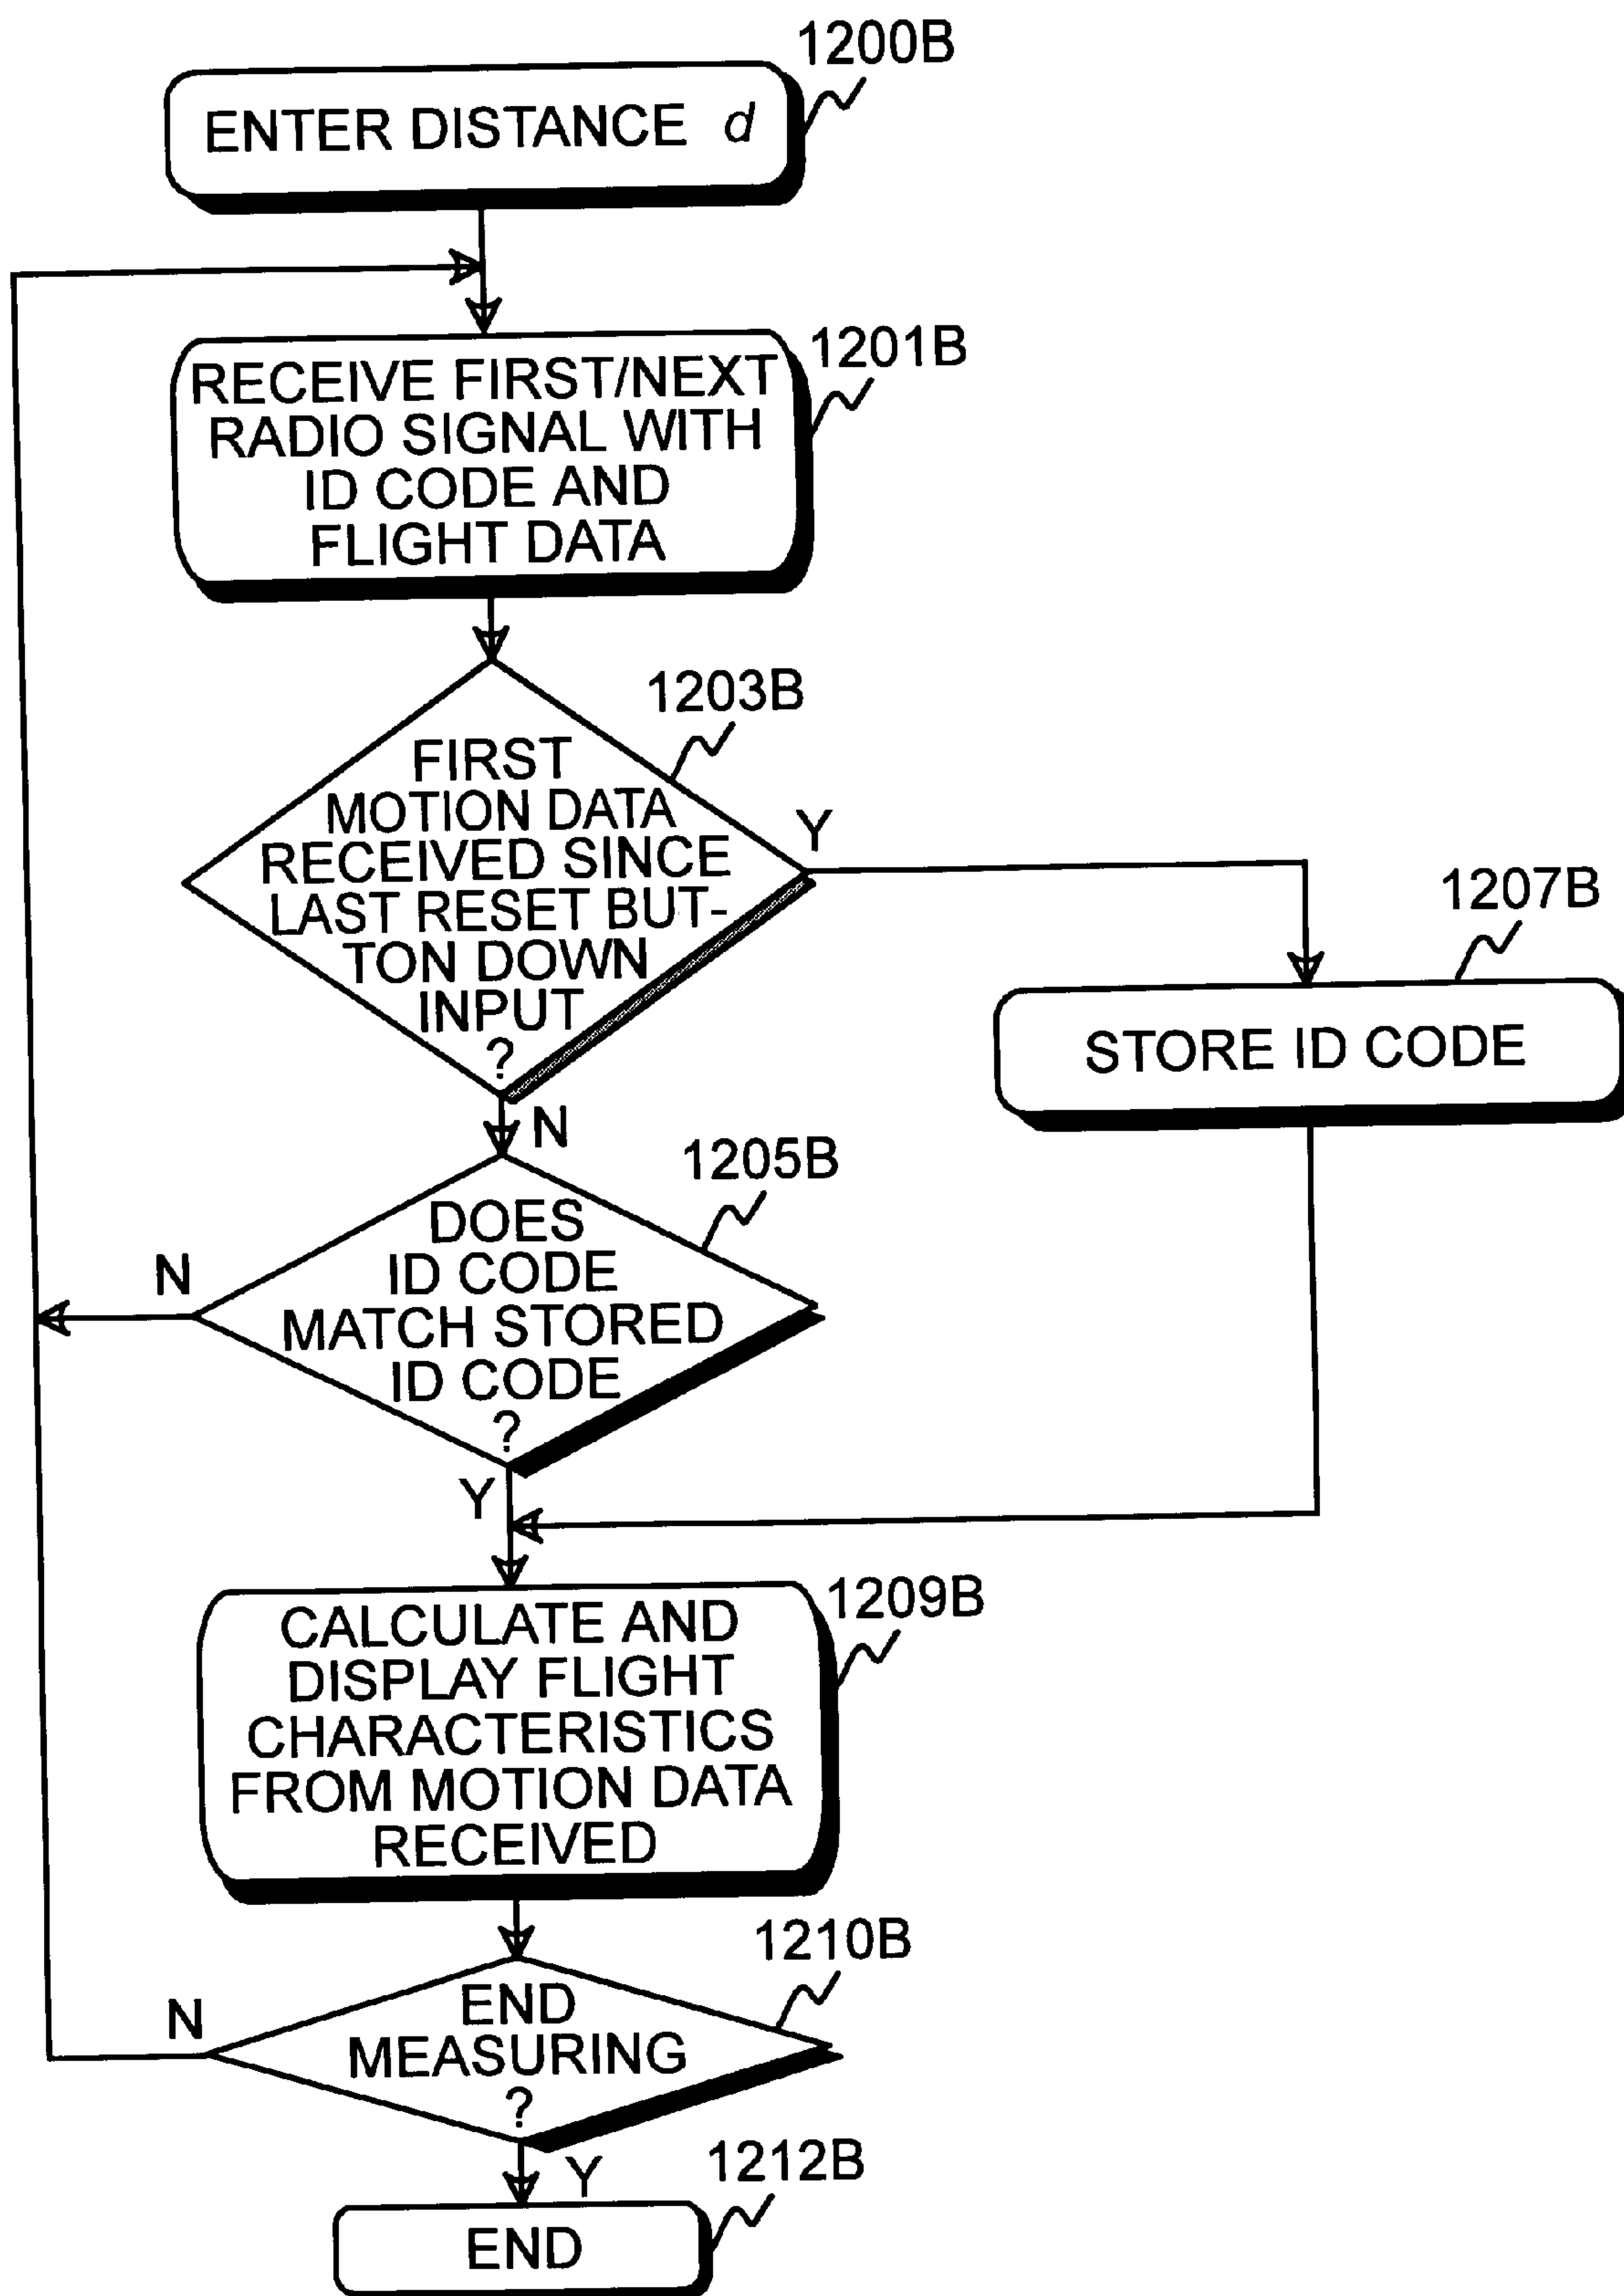 1200B
ENTER DISTANCE d
1201B
RECEIVE FIRST/NEXT
RADIO SIGNAL WITH
ID CODE AND
FLIGHT DATA
1203B
FIRST
MOTION DATA
RECEIVED SINCE
LAST RESET BUT-
TON DOWN
INPUT
?
Y
N
1207B
STORE ID CODE
1205B
DOES
ID CODE
MATCH STORED
ID CODE
?
N
Y
1209B
CALCULATE AND
DISPLAY FLIGHT
CHARACTERISTICS
FROM MOTION DATA
RECEIVED
1210B
END
MEASURING
?
N
Y
1212B
END